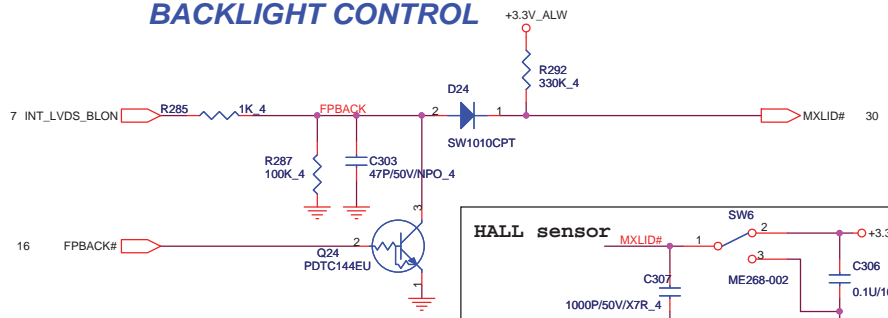 BACKLIGHT CONTROL
+3.3V_ALW
R292
330K_4
D24
7 INT_LVDS_BLON
R285
1K_4
FPBACK
2
1
MXLID#
30
SW1010CPT
R287
100K_4
C303
47P/50V/NPO_4
3
16
FPBACK#
2
Q24
PDTC144EU
1
HALL sensor
MXLID#
1
SW6
2
+3.3
3
ME268-002
C307
1000P/50V/X7R_4
C306
0.1U/10